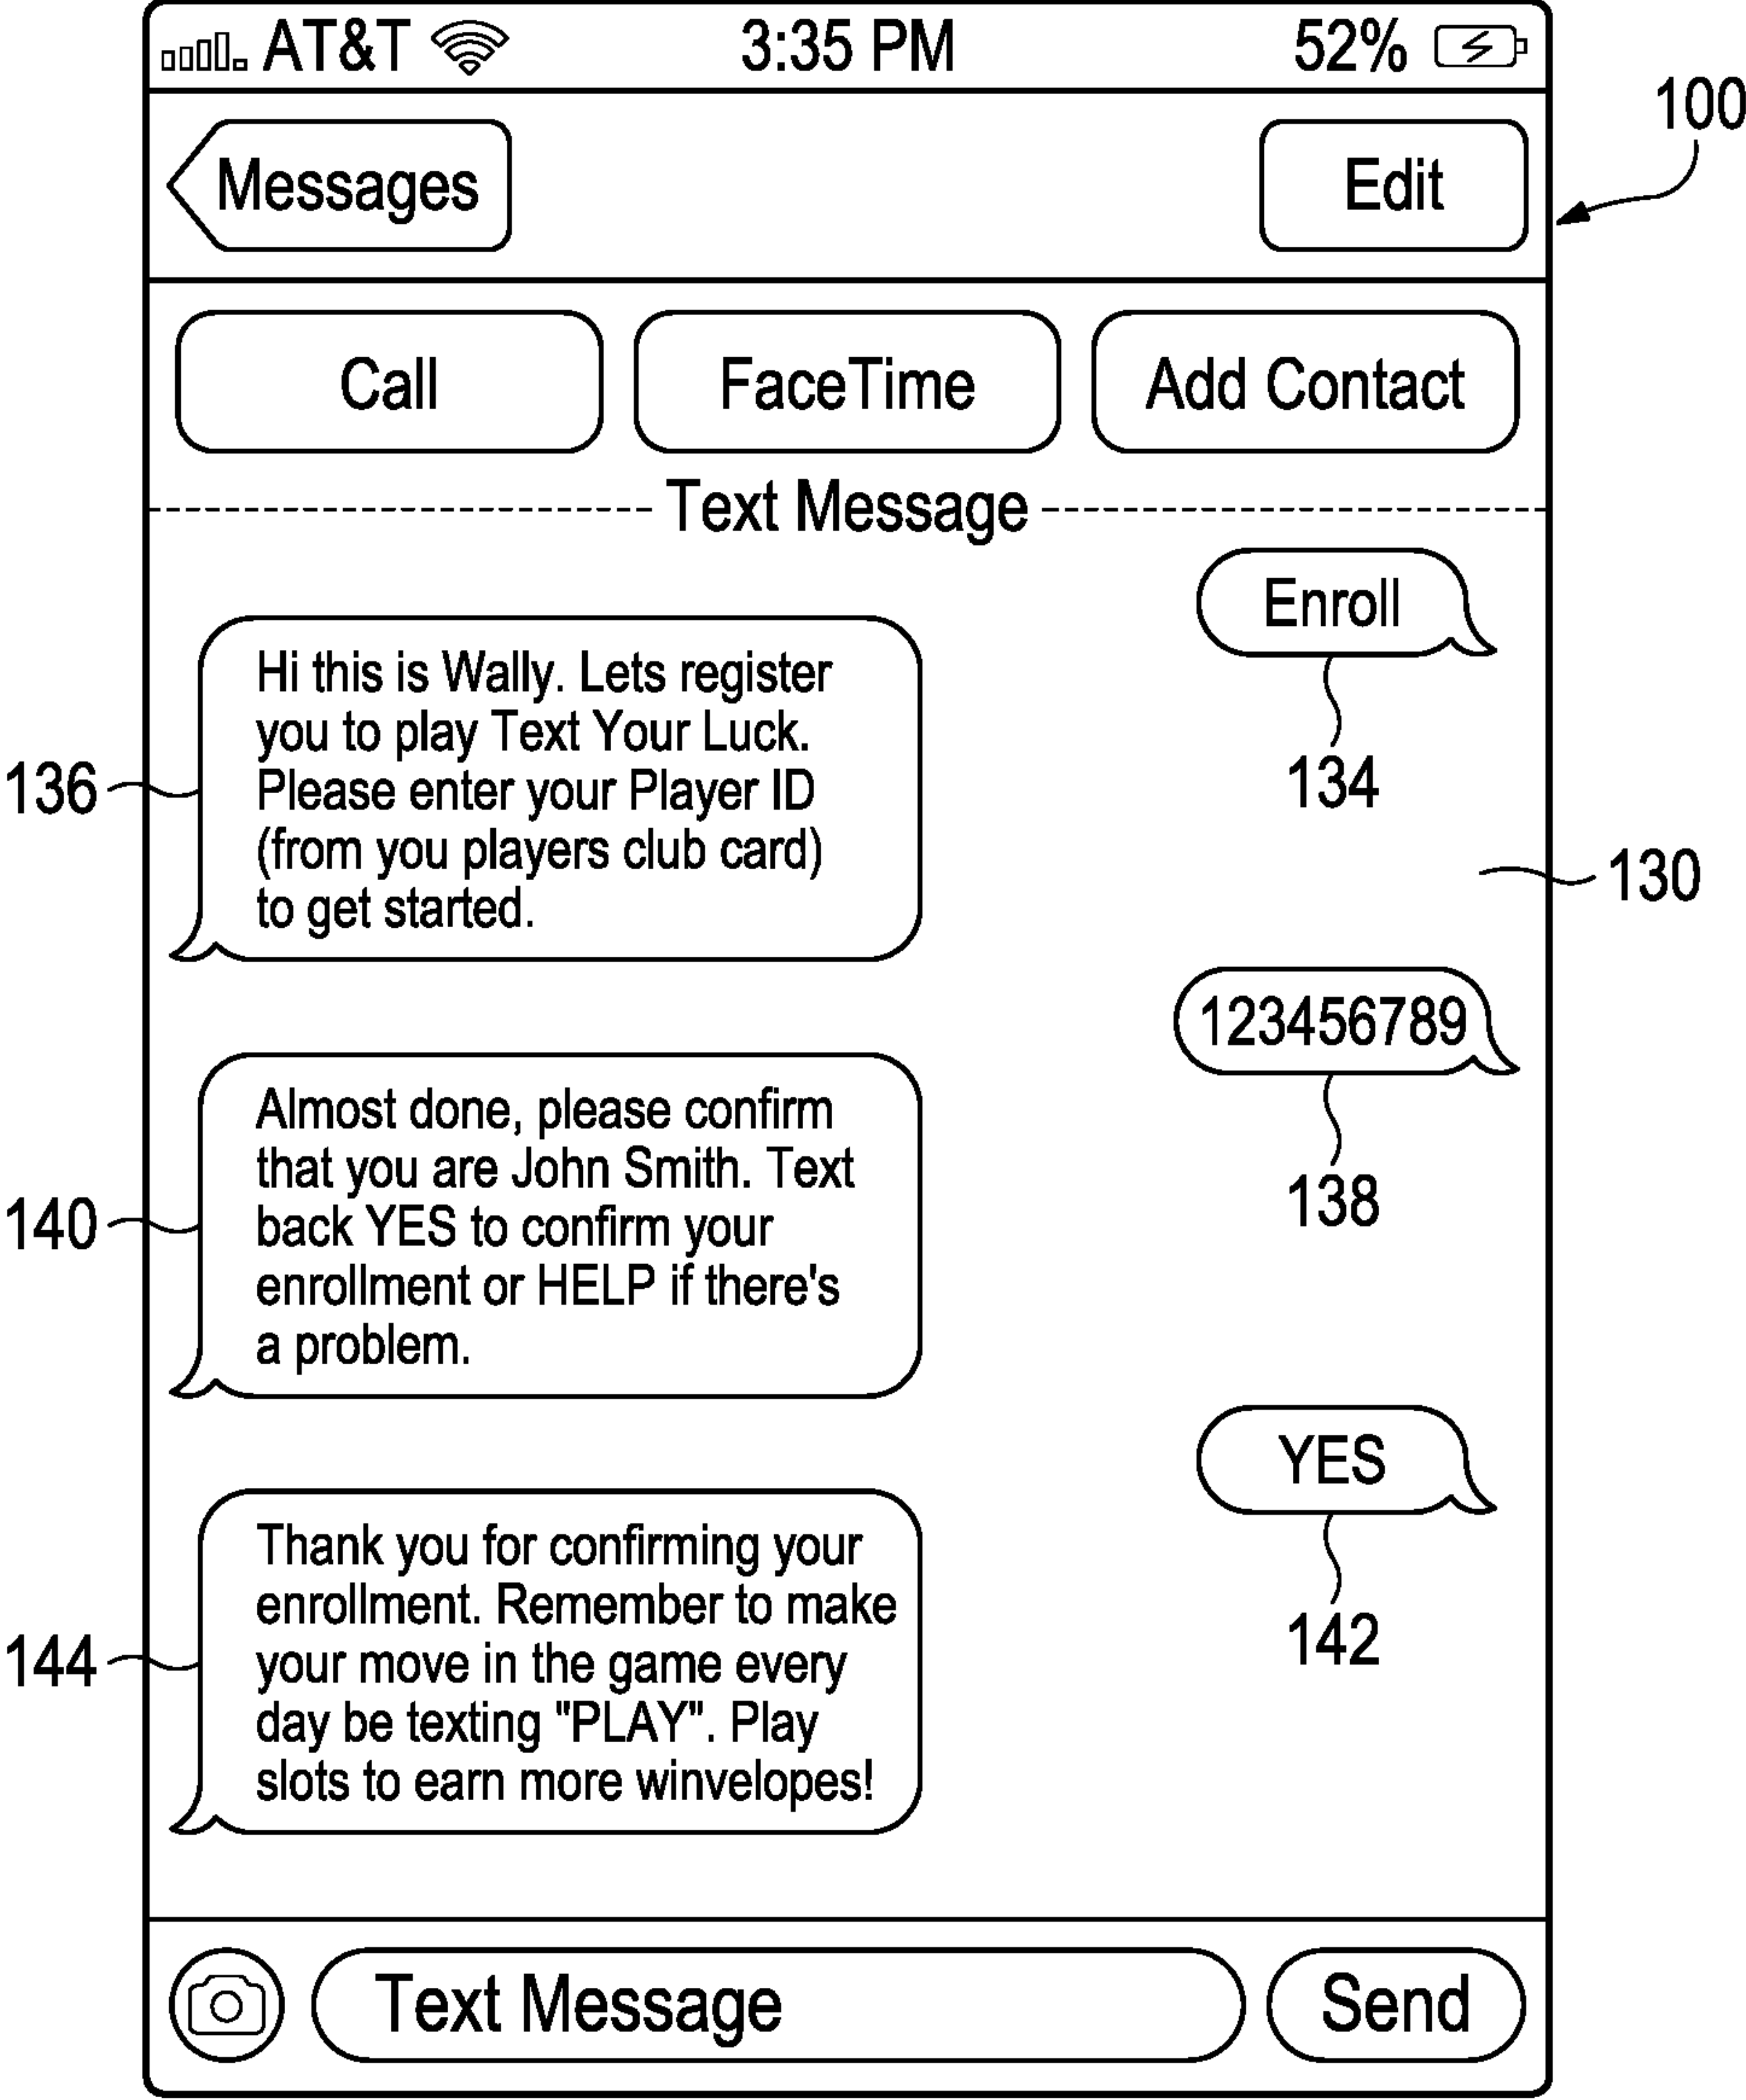 AT&T 3:35 PM 52%
100
Messages Edit
Call FaceTime Add Contact
Text Message
Enroll
134
136
Hi this is Wally. Lets register
you to play Text Your Luck.
Please enter your Player ID
(from you players club card)
to get started.
130
123456789
138
140
Almost done, please confirm
that you are John Smith. Text
back YES to confirm your
enrollment or HELP if there's
a problem.
YES
142
144
Thank you for confirming your
enrollment. Remember to make
your move in the game every
day be texting "PLAY". Play
slots to earn more winvelopes!
Text Message Send